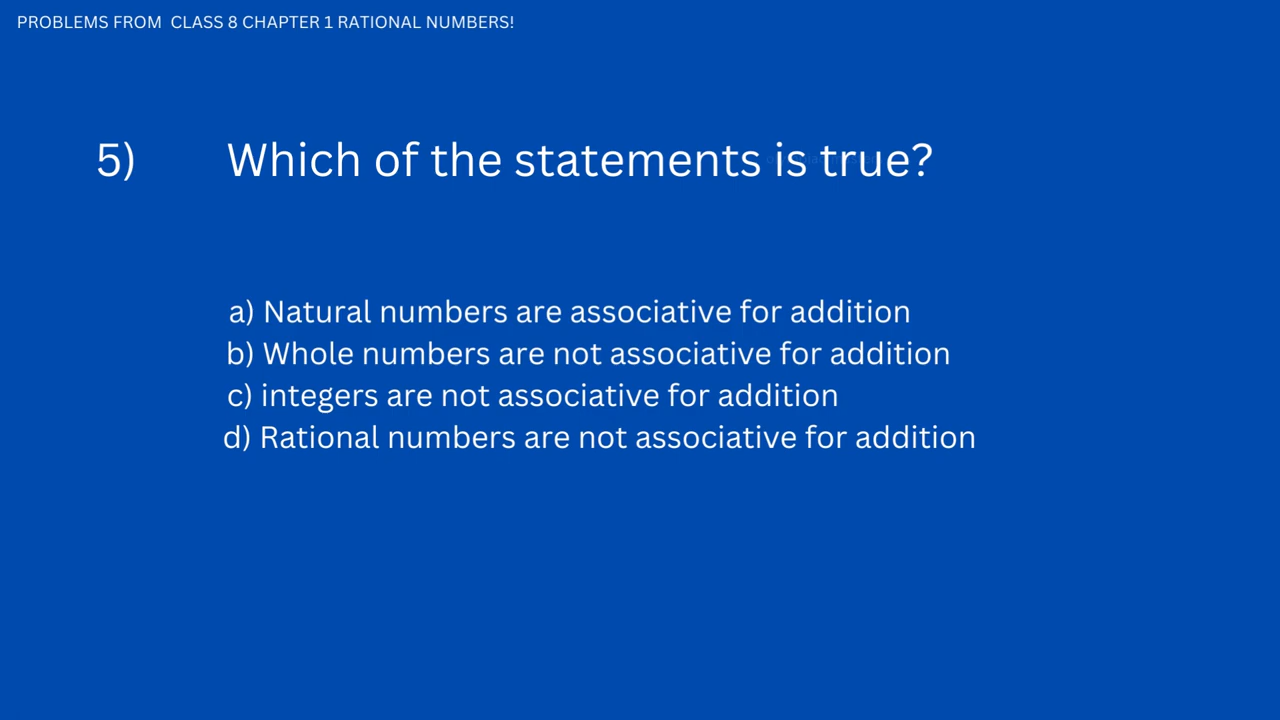 PROBLEMS FROM CLASS 8 CHAPTER 1 RATIONAL NUMBERS!
5) Which of the statements is true?
a) Natural numbers are associative for addition
b) Whole numbers are not associative for addition
c) integers are not associative for addition
d) Rational numbers are not associative for addition